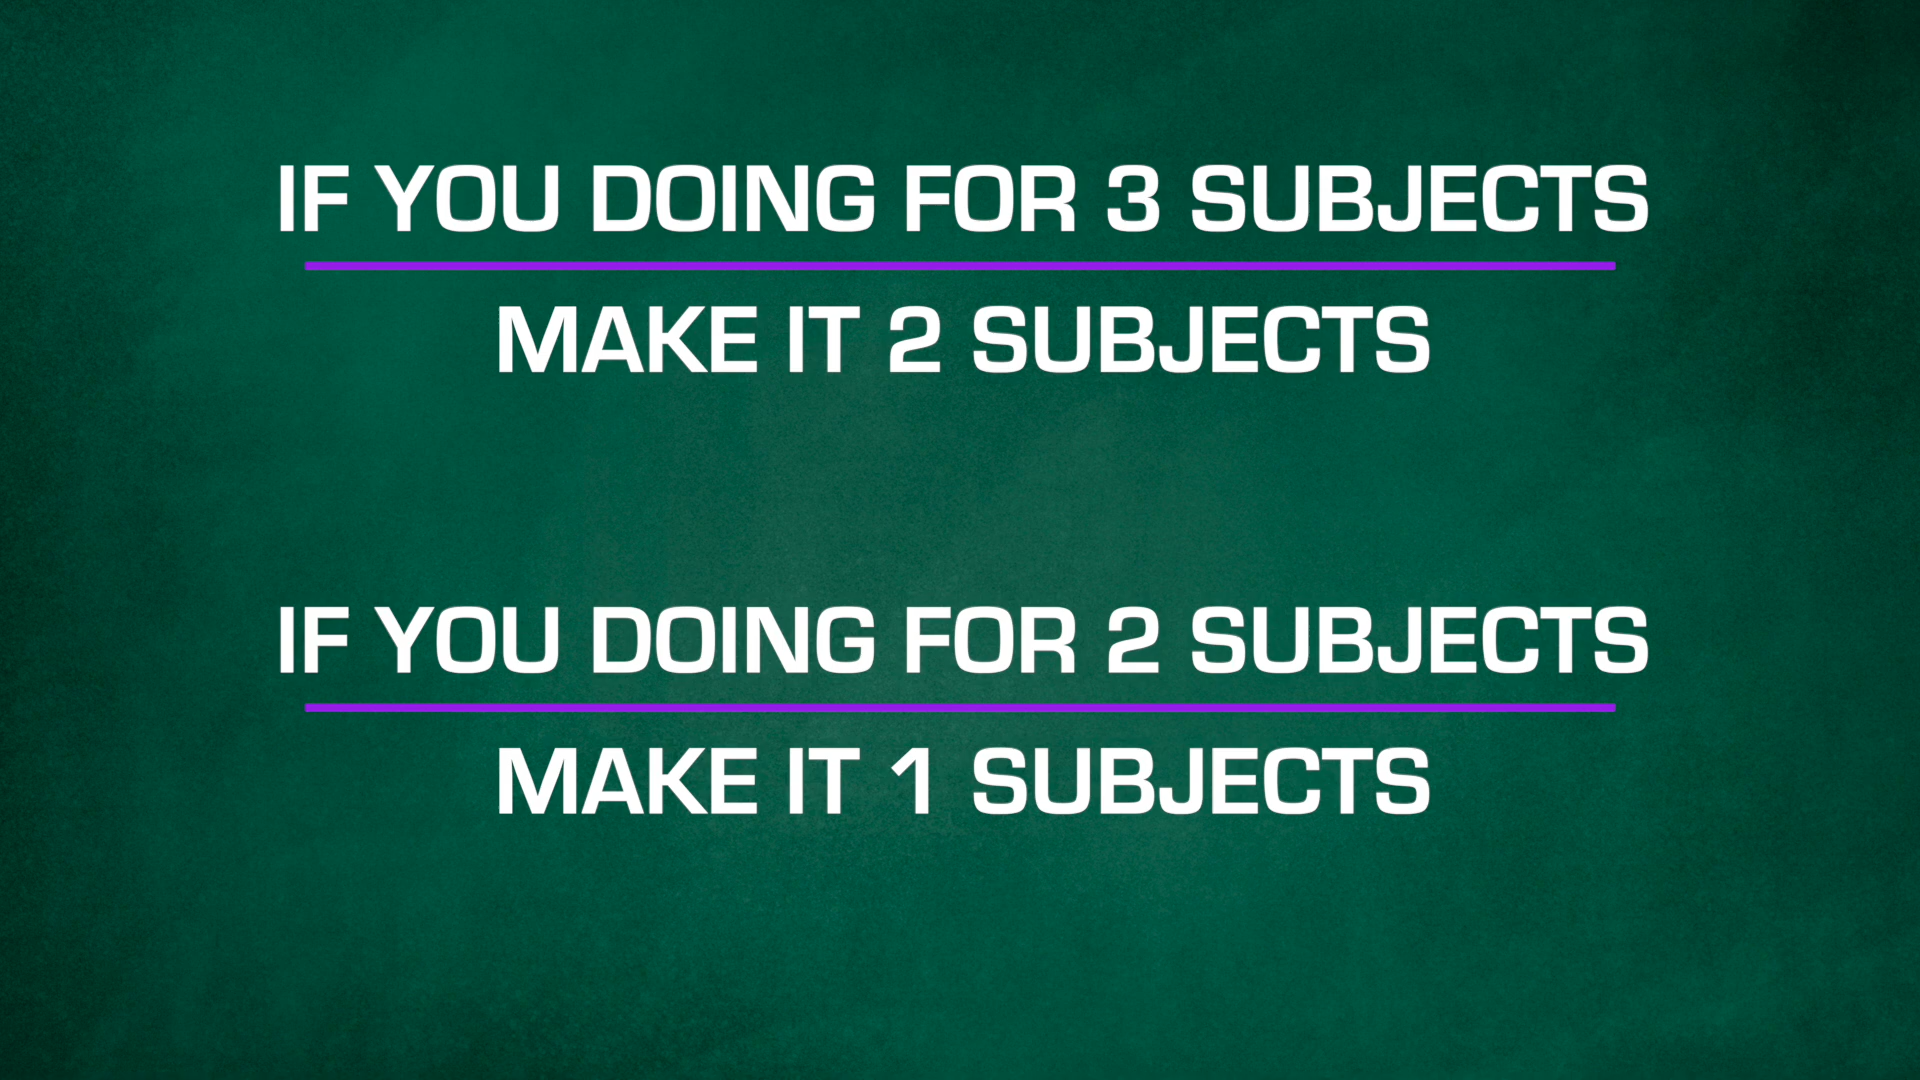 IF YOU DOING FOR 3 SUBJECTS
MAKE IT 2 SUBJECTS
IF YOU DOING FOR 2 SUBJECTS
MAKE IT 1 SUBJECTS